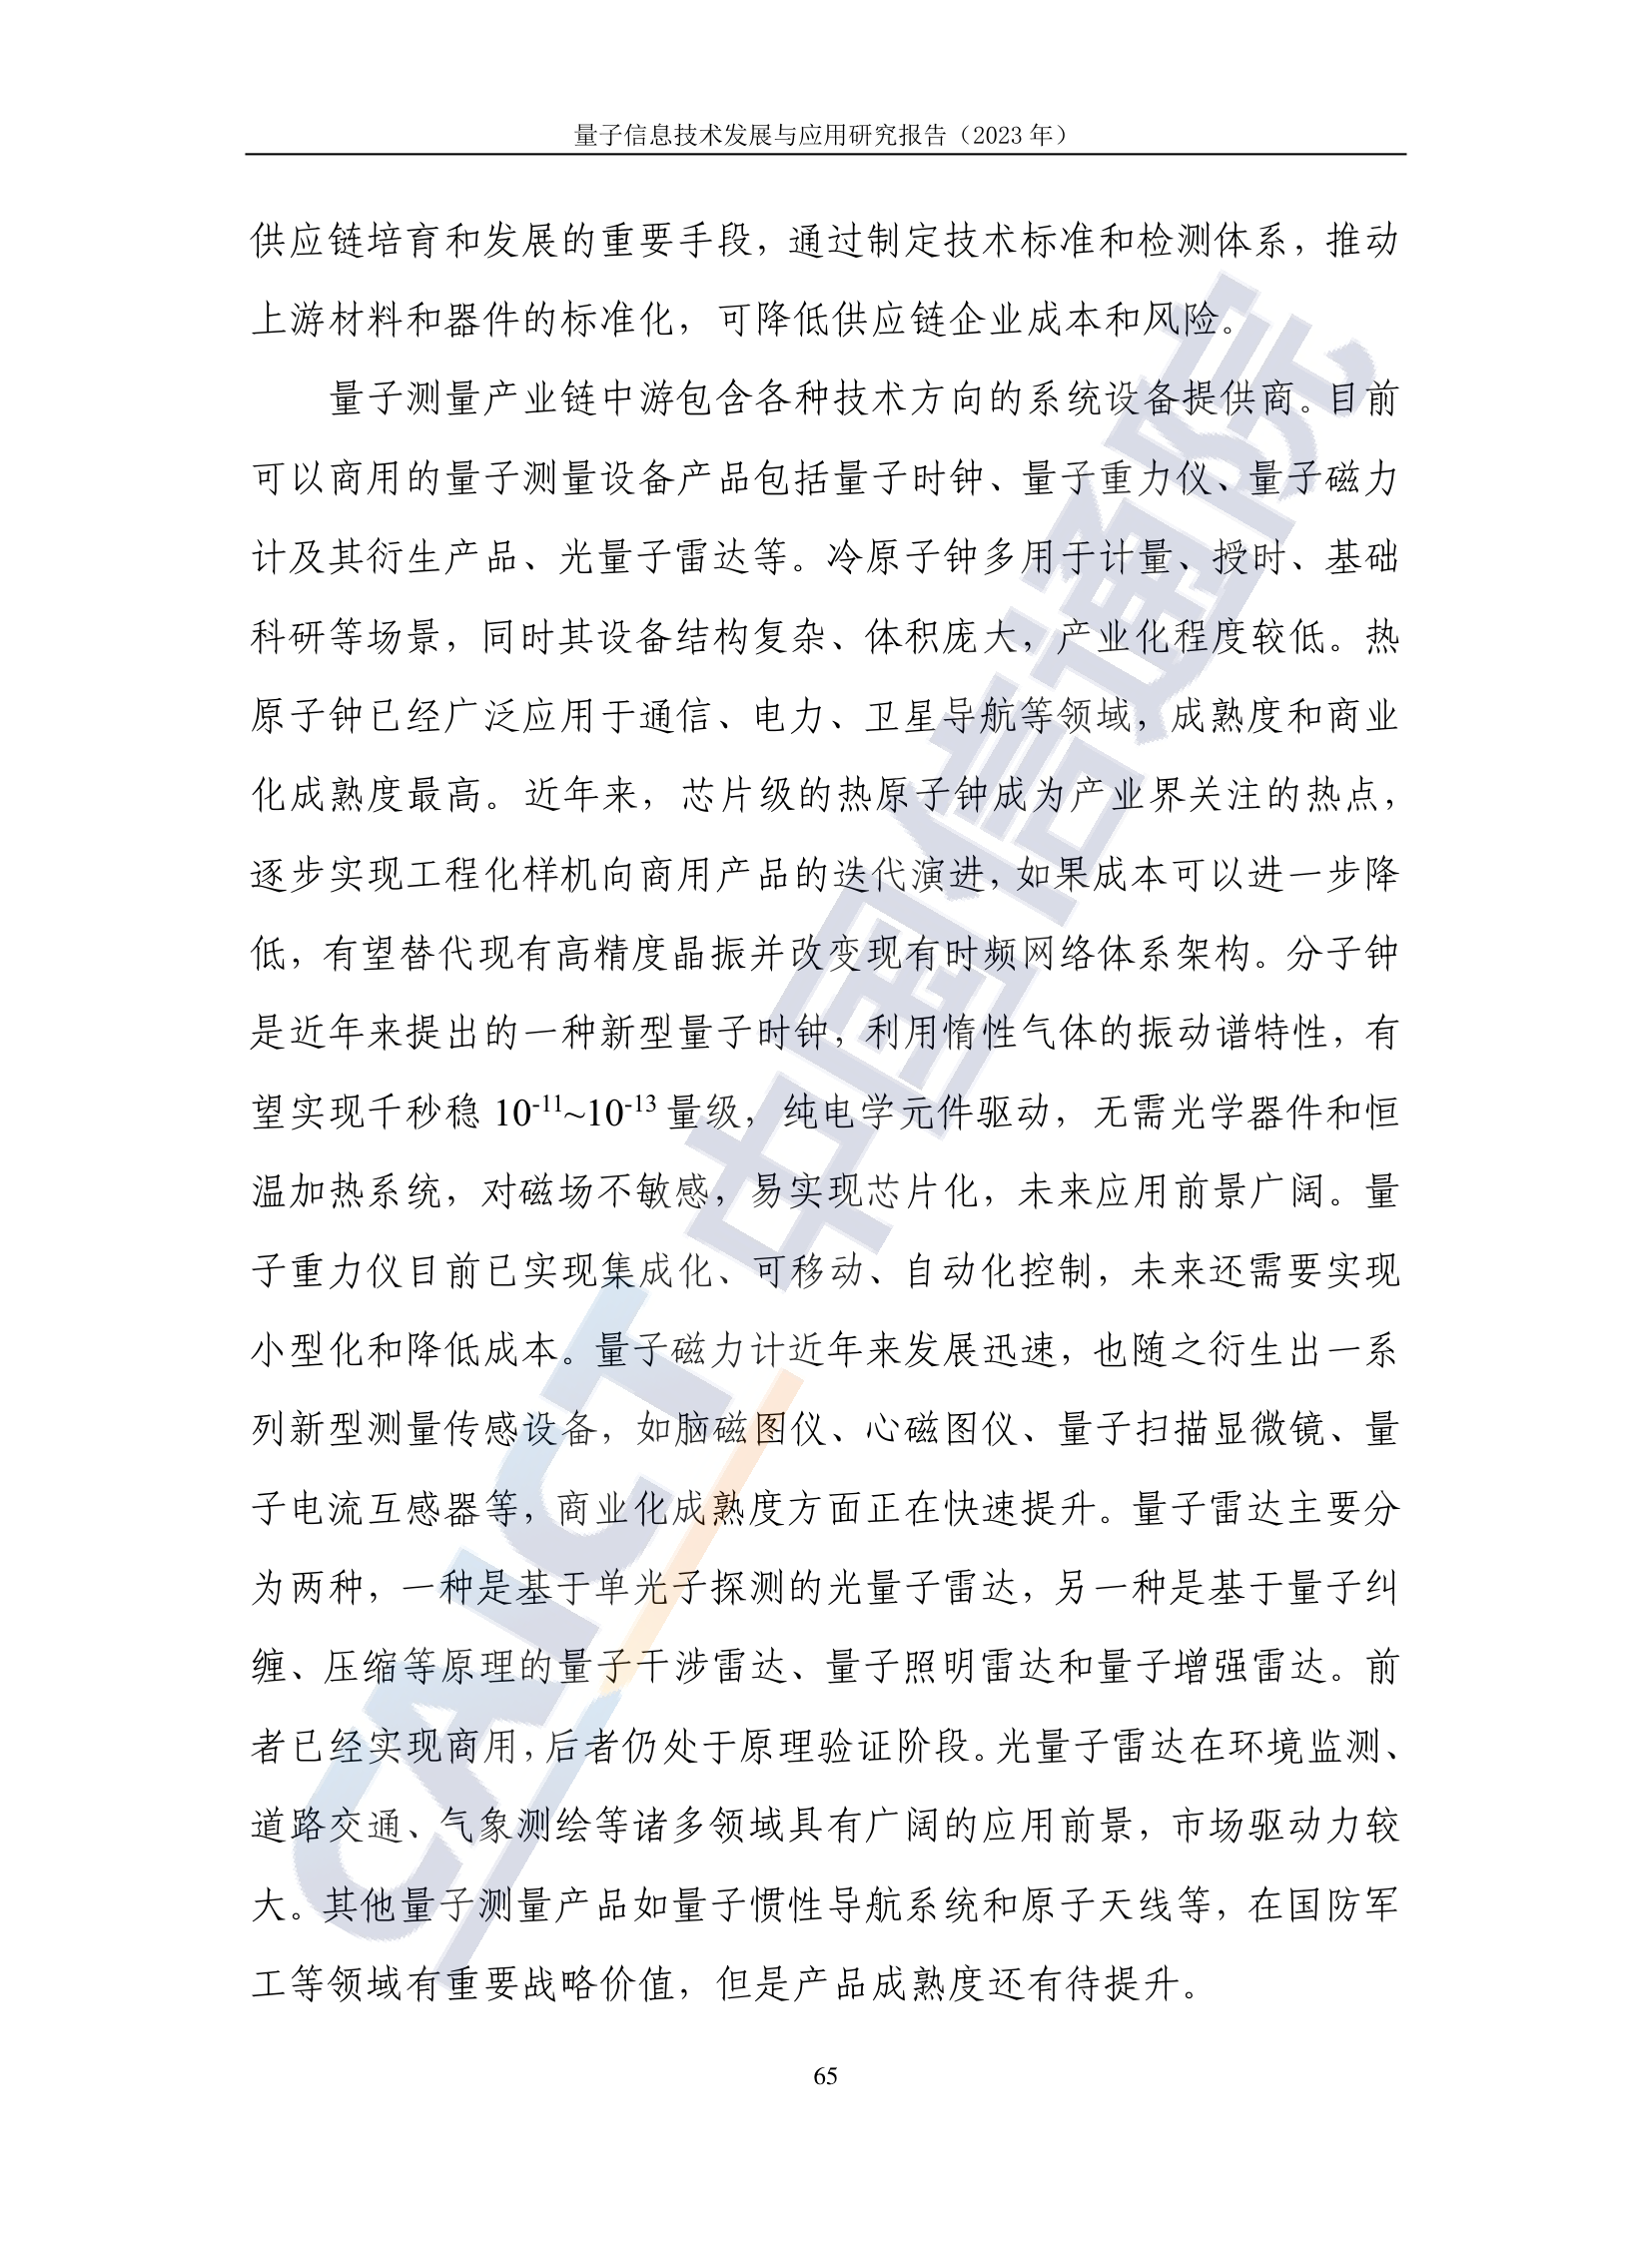 量子信息技术发展与应用研究报告（2023 年）
供应链培育和发展的重要手段，通过制定技术标准和检测体系，推动
上游材料和器件的标准化，可降低供应链企业成本和风险。
量子测量产业链中游包含各种技术方向的系统设备提供商。目前
可以商用的量子测量设备产品包括量子时钟、量子重力仪、量子磁力
计及其衍生产品、光量子雷达等。冷原子钟多用于计量、授时、基础
科研等场景，同时其设备结构复杂、体积庞大，产业化程度较低。热
原子钟已经广泛应用于通信、电力、卫星导航等领域，成熟度和商业
化成熟度最高。近年来，芯片级的热原子钟成为产业界关注的热点，
逐步实现工程化样机向商用产品的迭代演进，如果成本可以进一步降
低，有望替代现有高精度晶振并改变现有时频网络体系架构。分子钟
是近年来提出的一种新型量子时钟，利用惰性气体的振动谱特性，有
望实现千秒稳 10⁻¹¹~10⁻¹³ 量级，纯电学元件驱动，无需光学器件和恒
温加热系统，对磁场不敏感，易实现芯片化，未来应用前景广阔。量
子重力仪目前已实现集成化、可移动、自动化控制，未来还需要实现
小型化和降低成本。量子磁力计近年来发展迅速，也随之衍生出一系
列新型测量传感设备，如脑磁图仪、心磁图仪、量子扫描显微镜、量
子电流互感器等，商业化成熟度方面正在快速提升。量子雷达主要分
为两种，一种是基于单光子探测的光量子雷达，另一种是基于量子纠
缠、压缩等原理的量子干涉雷达、量子照明雷达和量子增强雷达。前
者已经实现商用，后者仍处于原理验证阶段。光量子雷达在环境监测、
道路交通、气象测绘等诸多领域具有广阔的应用前景，市场驱动力较
大。其他量子测量产品如量子惯性导航系统和原子天线等，在国防军
工等领域有重要战略价值，但是产品成熟度还有待提升。
65
CAICT 中国信通院